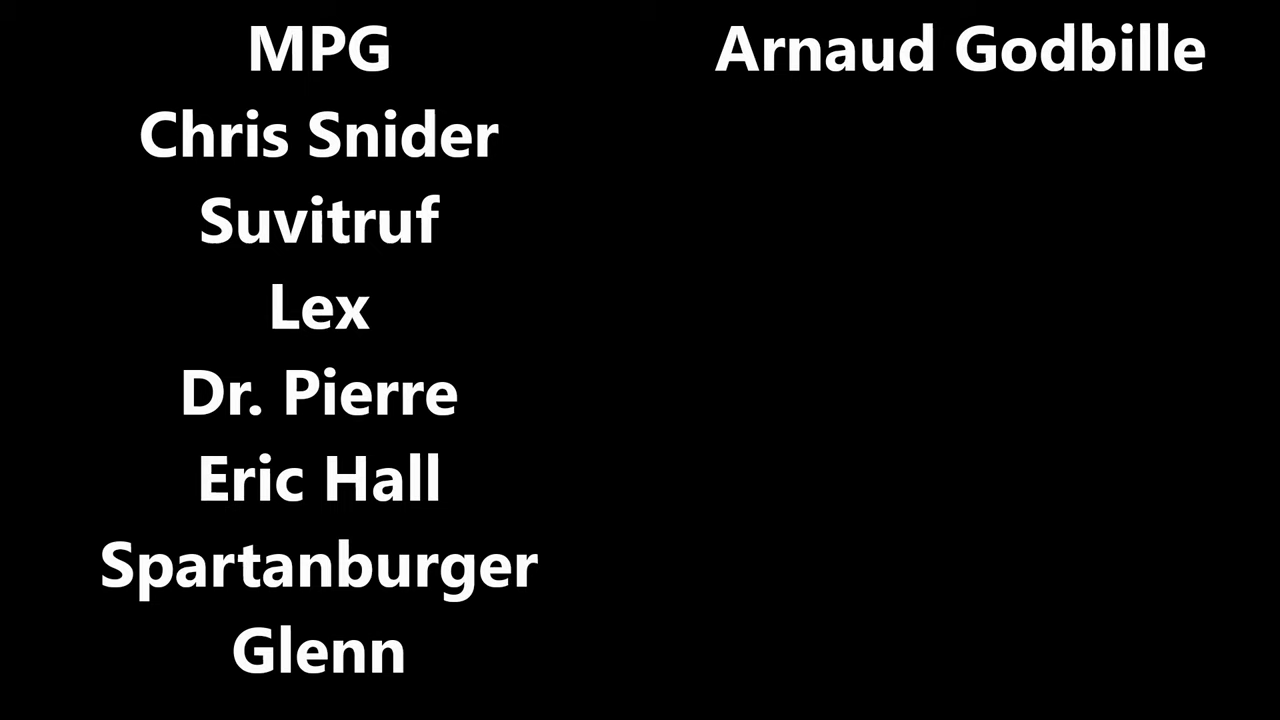 MPG
Chris Snider
Suvitruf
Lex
Dr. Pierre
Eric Hall
Spartanburger
Glenn
Arnaud Godbille